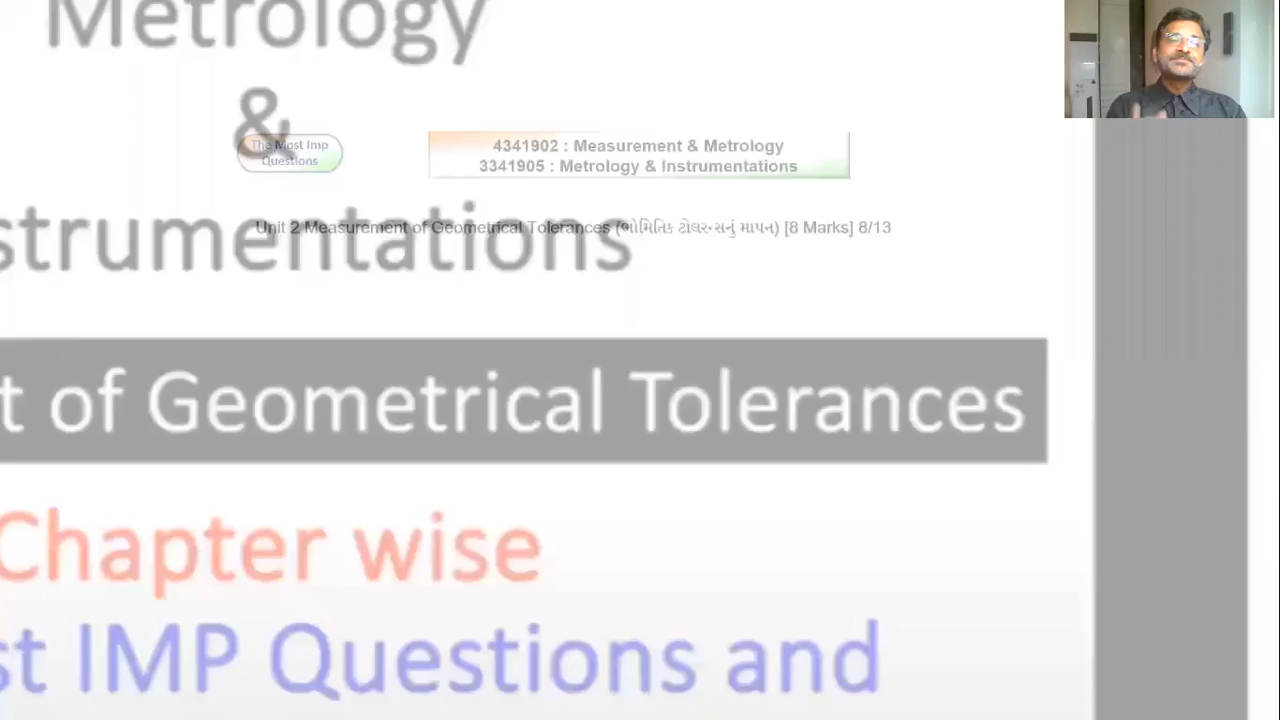 Metrology
&
The Most Imp
Questions
4341902 : Measurement & Metrology
3341905 : Metrology & Instrumentations
strumentations
Unit 2 Measurement of Geometrical Tolerances (ભૌમિતિક ટોલરન્સનું માપન) [8 Marks] 8/13
t of Geometrical Tolerances
Chapter wise
st IMP Questions and